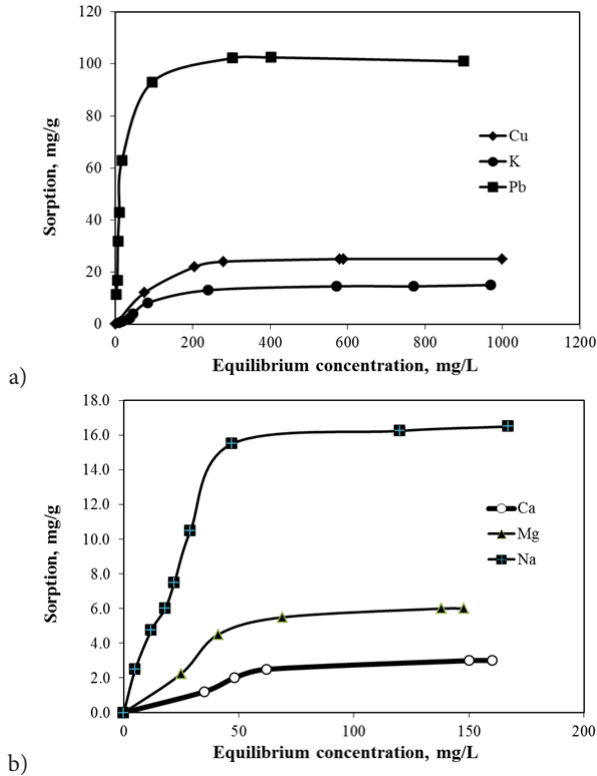 120
100
80
60
40
20
0
Sorption, mg/g
Cu
K
Pb
0 200 400 600 800 1000 1200
Equilibrium concentration, mg/L
a)
18.0
16.0
14.0
12.0
10.0
8.0
6.0
4.0
2.0
0.0
Sorption, mg/g
Ca
Mg
Na
0 50 100 150 200
Equilibrium concentration, mg/L
b)